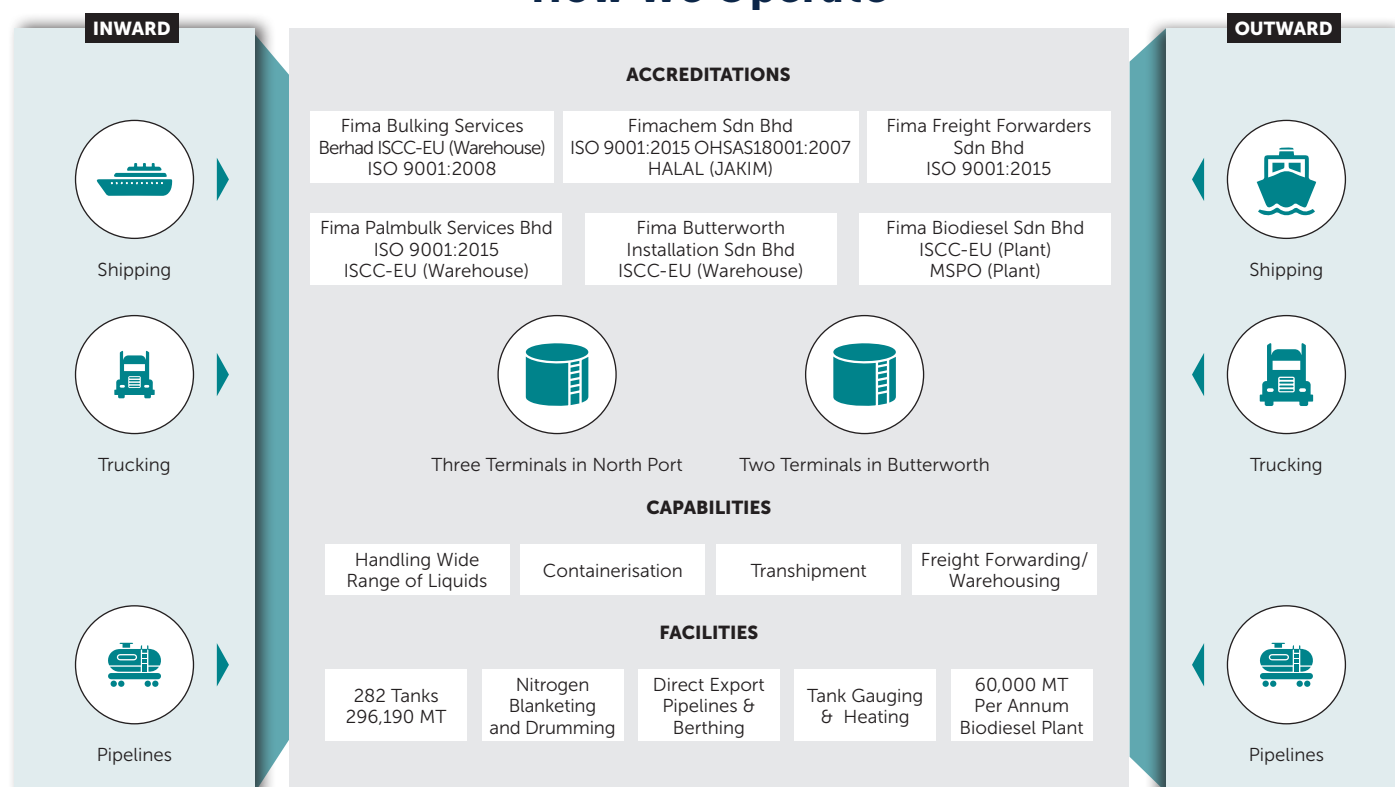 How We Operate
INWARD
OUTWARD
ACCREDITATIONS
Fima Bulking Services
Berhad ISCC-EU (Warehouse)
ISO 9001:2008
Fimachem Sdn Bhd
ISO 9001:2015 OHSAS18001:2007
HALAL (JAKIM)
Fima Freight Forwarders
Sdn Bhd
ISO 9001:2015
Fima Palmbulk Services Bhd
ISO 9001:2015
ISCC-EU (Warehouse)
Fima Butterworth
Installation Sdn Bhd
ISCC-EU (Warehouse)
Fima Biodiesel Sdn Bhd
ISCC-EU (Plant)
MSPO (Plant)
Shipping
Shipping
Trucking
Three Terminals in North Port
Two Terminals in Butterworth
Trucking
CAPABILITIES
Handling Wide
Range of Liquids
Containerisation
Transhipment
Freight Forwarding/
Warehousing
FACILITIES
282 Tanks
296,190 MT
Nitrogen
Blanketing
and Drumming
Direct Export
Pipelines &
Berthing
Tank Gauging
& Heating
60,000 MT
Per Annum
Biodiesel Plant
Pipelines
Pipelines